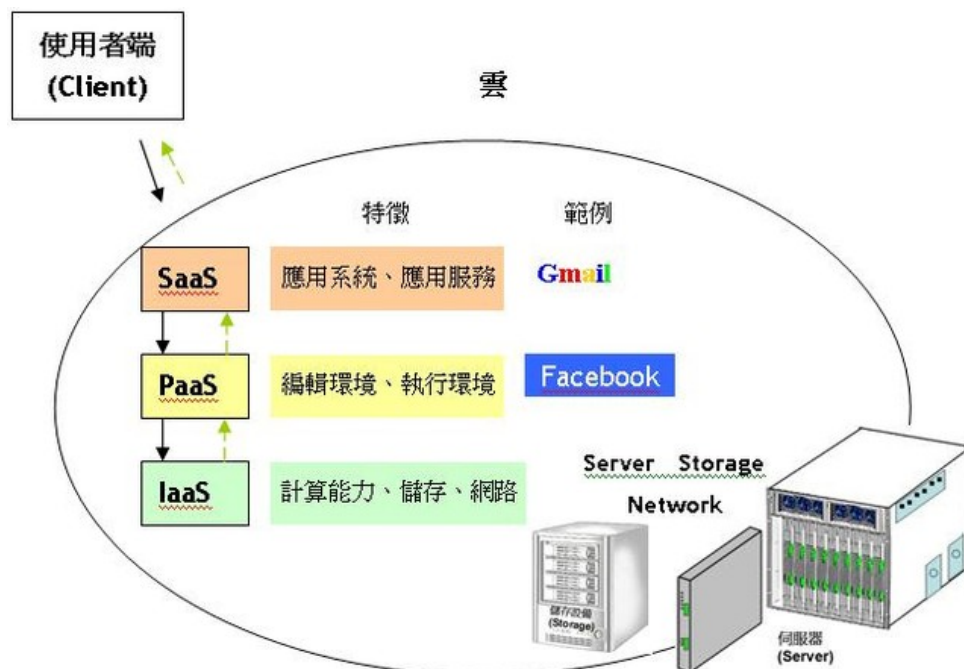 使用者端
(Client)
雲
特徵
範例
SaaS
應用系統、應用服務
Gmail
PaaS
編輯環境、執行環境
Facebook
IaaS
計算能力、儲存、網路
Server Storage
Network
儲存設備
(Storage)
伺服器
(Server)